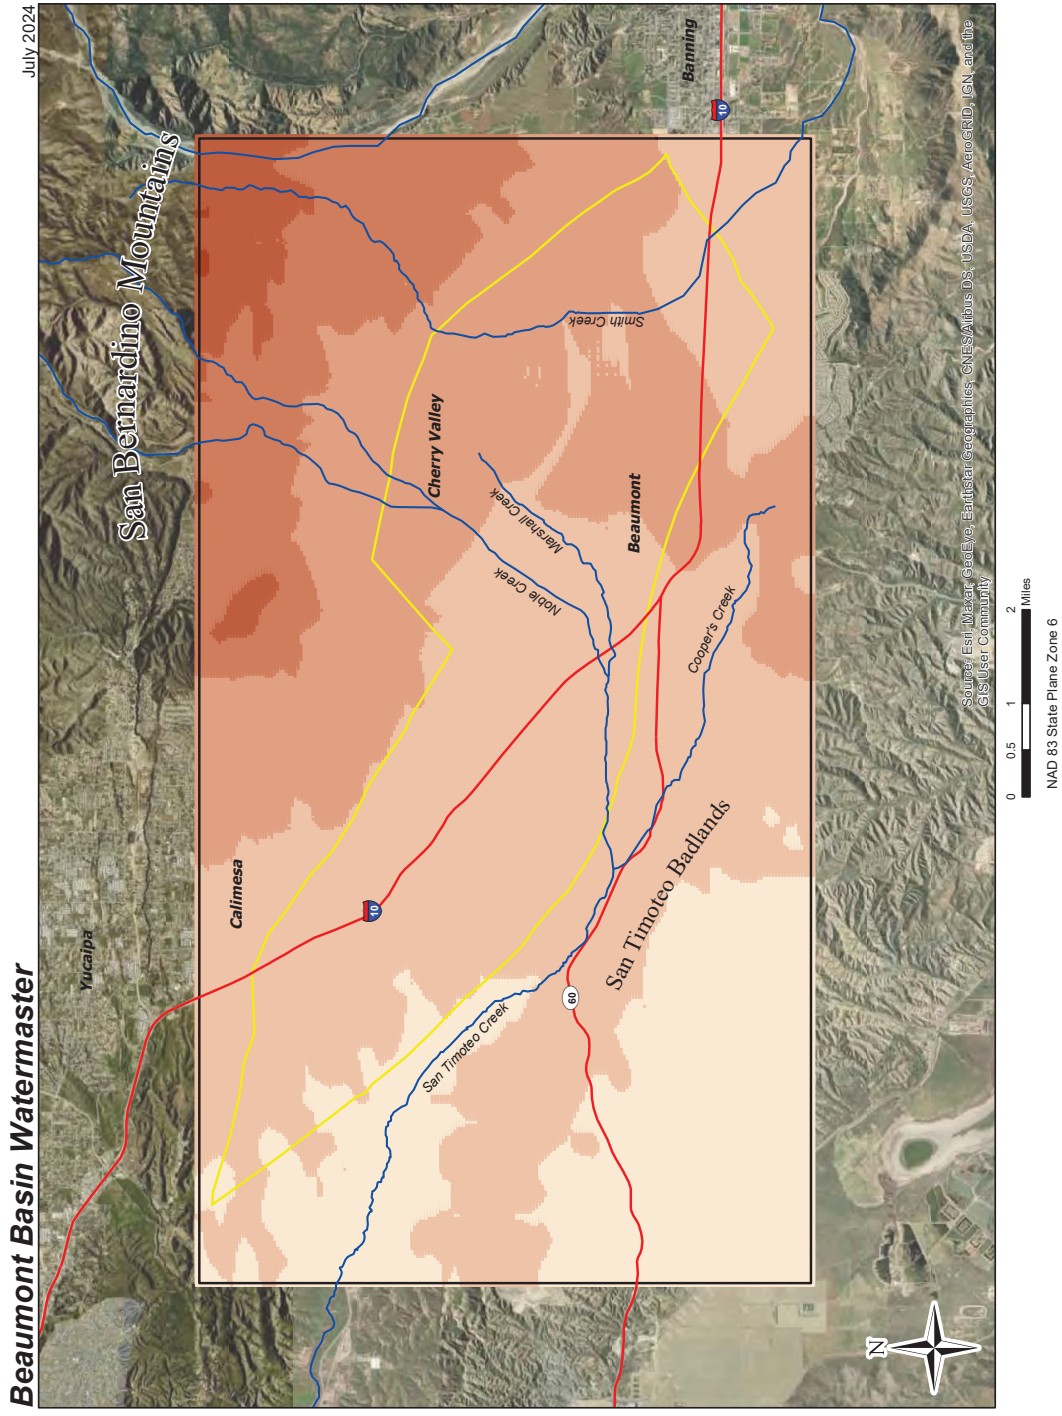 Beaumont Basin Watermaster
July 2024
San Bernardino Mountains
Yucaipa
Calimesa
Cherry Valley
Banning
10
10
Smith Creek
Marshall Creek
Noble Creek
Beaumont
Cooper's Creek
San Timoteo Creek
60
San Timoteo Badlands
N
Source: Esri, Maxar, GeoEye, Earthstar Geographics, CNES/Airbus DS, USDA, USGS, AeroGRID, IGN, and the
GIS User Community
0 0.5 1 2
Miles
NAD 83 State Plane Zone 6